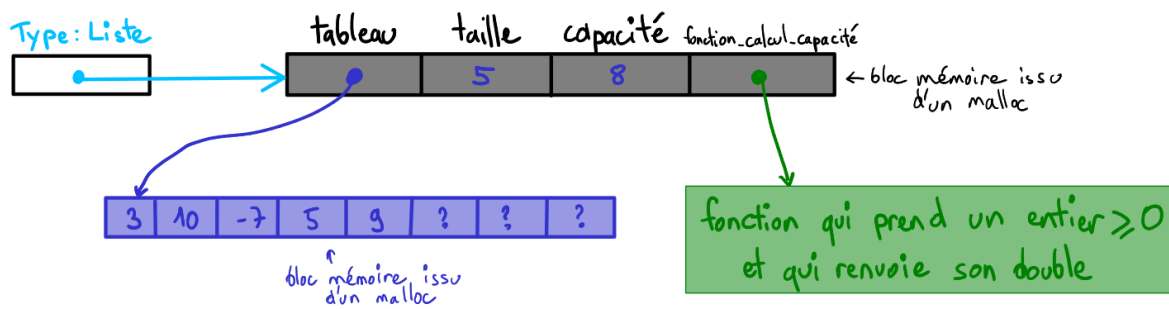 Type: Liste
tableau taille capacité fonction_calcul_capacité
5 8
← bloc mémoire issu
d'un malloc
3 10 -7 5 9 ? ? ?
bloc mémoire issu
d'un malloc
fonction qui prend un entier ⩾ 0
et qui renvoie son double